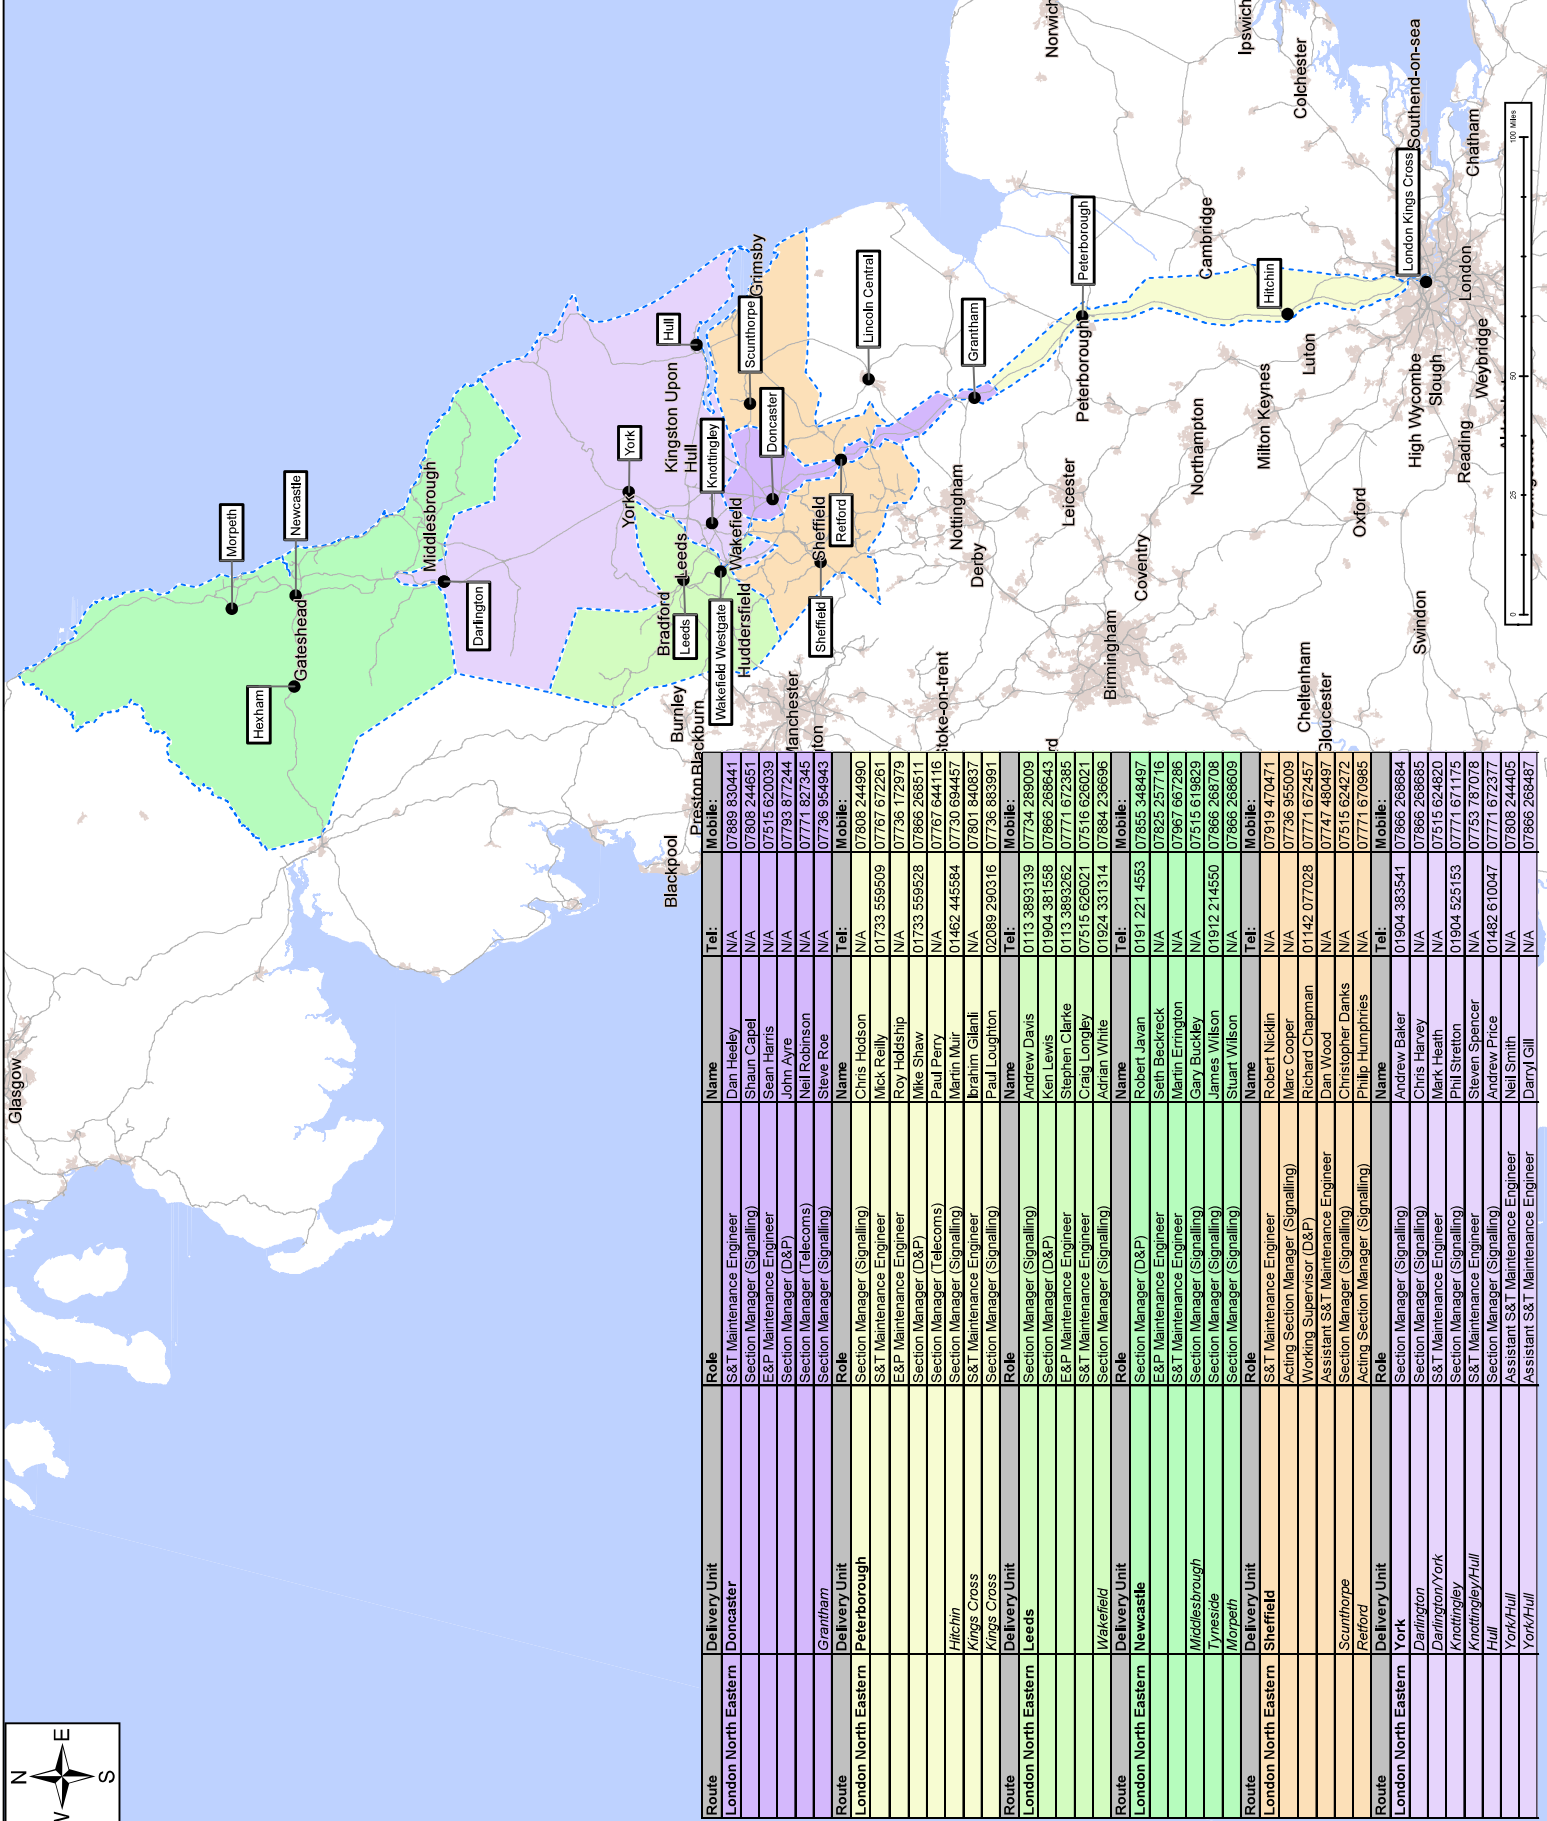 N
W E
S
Glasgow
Morpeth
Newcastle
Hexham
Gateshead
Middlesbrough
Darlington
York
York
Hull
Kingston Upon
Hull
Knottingley
Scunthorpe
Grimsby
Doncaster
Leeds
Bradford
Leeds
Wakefield
Wakefield Westgate
Huddersfield
Sheffield
Sheffield
Retford
Lincoln Central
Grantham
Peterborough
Peterborough
Blackpool
Preston
Blackburn
Burnley
Manchester
Nottingham
Derby
Stoke-on-trent
Leicester
Coventry
Birmingham
Norwich
Ipswich
Colchester
Cambridge
Hitchin
Luton
Milton Keynes
Northampton
Oxford
Cheltenham
Gloucester
Swindon
Southend-on-sea
London Kings Cross
London
Chatham
High Wycombe
Slough
Weybridge
Reading
0 25 50 100 Miles
Route Delivery Unit Role Name Tel: Mobile:
London North Eastern Doncaster S&T Maintenance Engineer Dan Heeley N/A 07889 830441
Section Manager (Signalling) Shaun Capel N/A 07808 244651
E&P Maintenance Engineer Sean Harris N/A 07515 620039
Section Manager (D&P) John Ayre N/A 07793 877244
Section Manager (Telecoms) Neil Robinson N/A 07771 827345
Grantham Section Manager (Signalling) Steve Roe N/A 07736 954943
Route Delivery Unit Role Name Tel: Mobile:
London North Eastern Peterborough Section Manager (Signalling) Chris Hodson N/A 07808 244990
S&T Maintenance Engineer Mick Reilly 01733 559509 07767 672261
E&P Maintenance Engineer Roy Holdship N/A 07736 172979
Section Manager (D&P) Mike Shaw 01733 559528 07866 268511
Section Manager (Telecoms) Paul Perry N/A 07767 644116
Hitchin Section Manager (Signalling) Martin Muir 01462 445584 07730 694457
Kings Cross S&T Maintenance Engineer Ibrahim Gilanli N/A 07801 840837
Kings Cross Section Manager (Signalling) Paul Loughton 02089 290316 07736 883991
Route Delivery Unit Role Name Tel: Mobile:
London North Eastern Leeds Section Manager (Signalling) Andrew Davis 0113 3893139 07734 289009
Section Manager (D&P) Ken Lewis 01904 381558 07866 268643
E&P Maintenance Engineer Stephen Clarke 0113 3893262 07771 672385
S&T Maintenance Engineer Craig Longley 07515 626021 07516 626021
Wakefield Section Manager (Signalling) Adrian White 01924 331314 07884 236696
Route Delivery Unit Role Name Tel: Mobile:
London North Eastern Newcastle Section Manager (D&P) Robert Javan 0191 221 4553 07855 348497
E&P Maintenance Engineer Seth Beckreck N/A 07825 257716
S&T Maintenance Engineer Martin Errington N/A 07967 667286
Middlesbrough Section Manager (Signalling) Gary Buckley N/A 07515 619829
Tyneside Section Manager (Signalling) James Wilson 01912 214550 07866 268708
Morpeth Section Manager (Signalling) Stuart Wilson N/A 07866 268609
Route Delivery Unit Role Name Tel: Mobile:
London North Eastern Sheffield S&T Maintenance Engineer Robert Nicklin N/A 07919 470471
Acting Section Manager (Signalling) Marc Cooper N/A 07736 955009
Working Supervisor (D&P) Richard Chapman 01142 077028 07771 672457
Assistant S&T Maintenance Engineer Dan Wood N/A 07747 480497
Scunthorpe Section Manager (Signalling) Christopher Danks N/A 07515 624272
Retford Acting Section Manager (Signalling) Philip Humphries N/A 07771 670985
Route Delivery Unit Role Name Tel: Mobile:
London North Eastern York Section Manager (Signalling) Andrew Baker 01904 383541 07866 268684
Darlington Section Manager (Signalling) Chris Harvey N/A 07866 268685
Darlington/York S&T Maintenance Engineer Mark Heath N/A 07515 624820
Knottingley Section Manager (Signalling) Phil Stretton 01904 525153 07771 671175
Knottingley/Hull S&T Maintenance Engineer Steven Spencer N/A 07753 787078
Hull Section Manager (Signalling) Andrew Price 01482 610047 07771 672377
York/Hull Assistant S&T Maintenance Engineer Neil Smith N/A 07808 244405
York/Hull Assistant S&T Maintenance Engineer Darryl Gill N/A 07866 268487